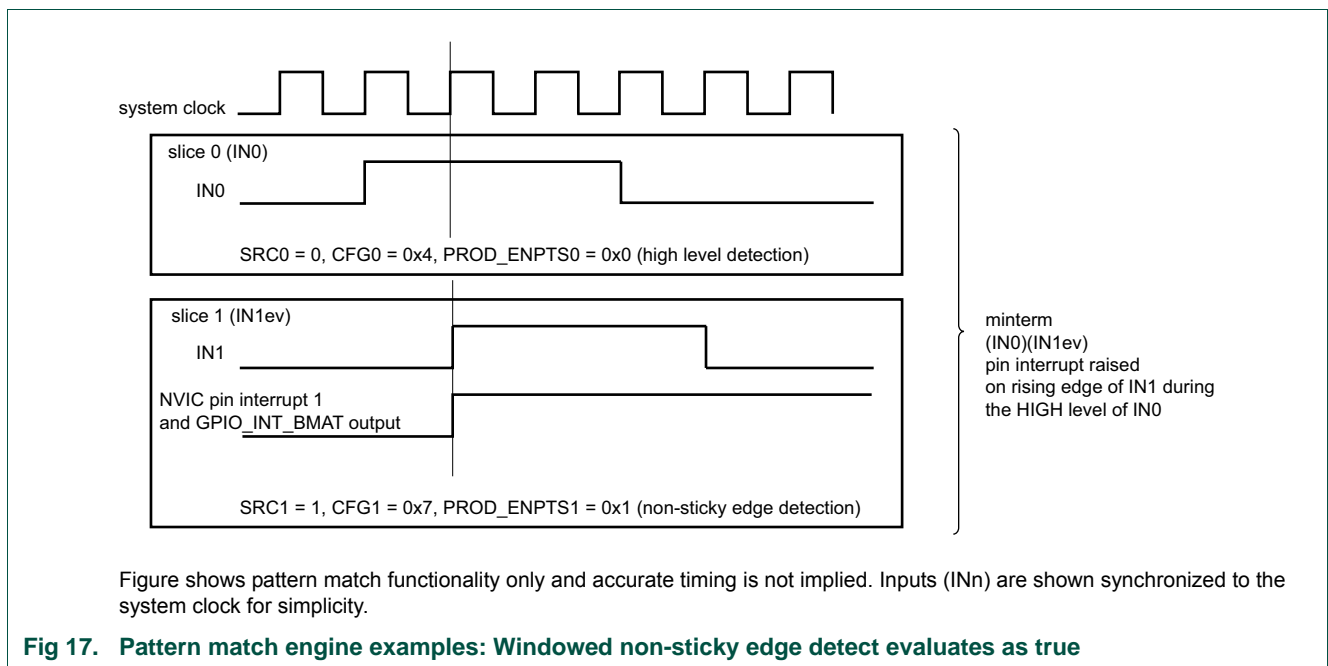 system clock
slice 0 (IN0)
IN0
SRC0 = 0, CFG0 = 0x4, PROD_ENPTS0 = 0x0 (high level detection)
slice 1 (IN1ev)
IN1
NVIC pin interrupt 1
and GPIO_INT_BMAT output
SRC1 = 1, CFG1 = 0x7, PROD_ENPTS1 = 0x1 (non-sticky edge detection)
minterm
(IN0)(IN1ev)
pin interrupt raised
on rising edge of IN1 during
the HIGH level of IN0
Figure shows pattern match functionality only and accurate timing is not implied. Inputs (INn) are shown synchronized to the
system clock for simplicity.
Fig 17. Pattern match engine examples: Windowed non-sticky edge detect evaluates as true